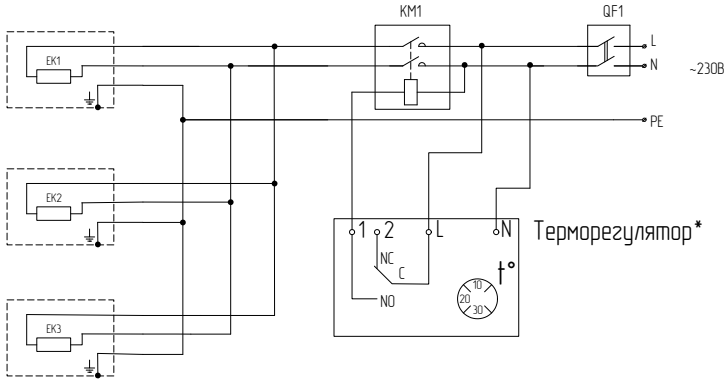 KM1
QF1
L
N
~230В
PE
EK1
EK2
EK3
1
2
L
N
Терморегулятор*
NC
C
NO
t°
10
20
30